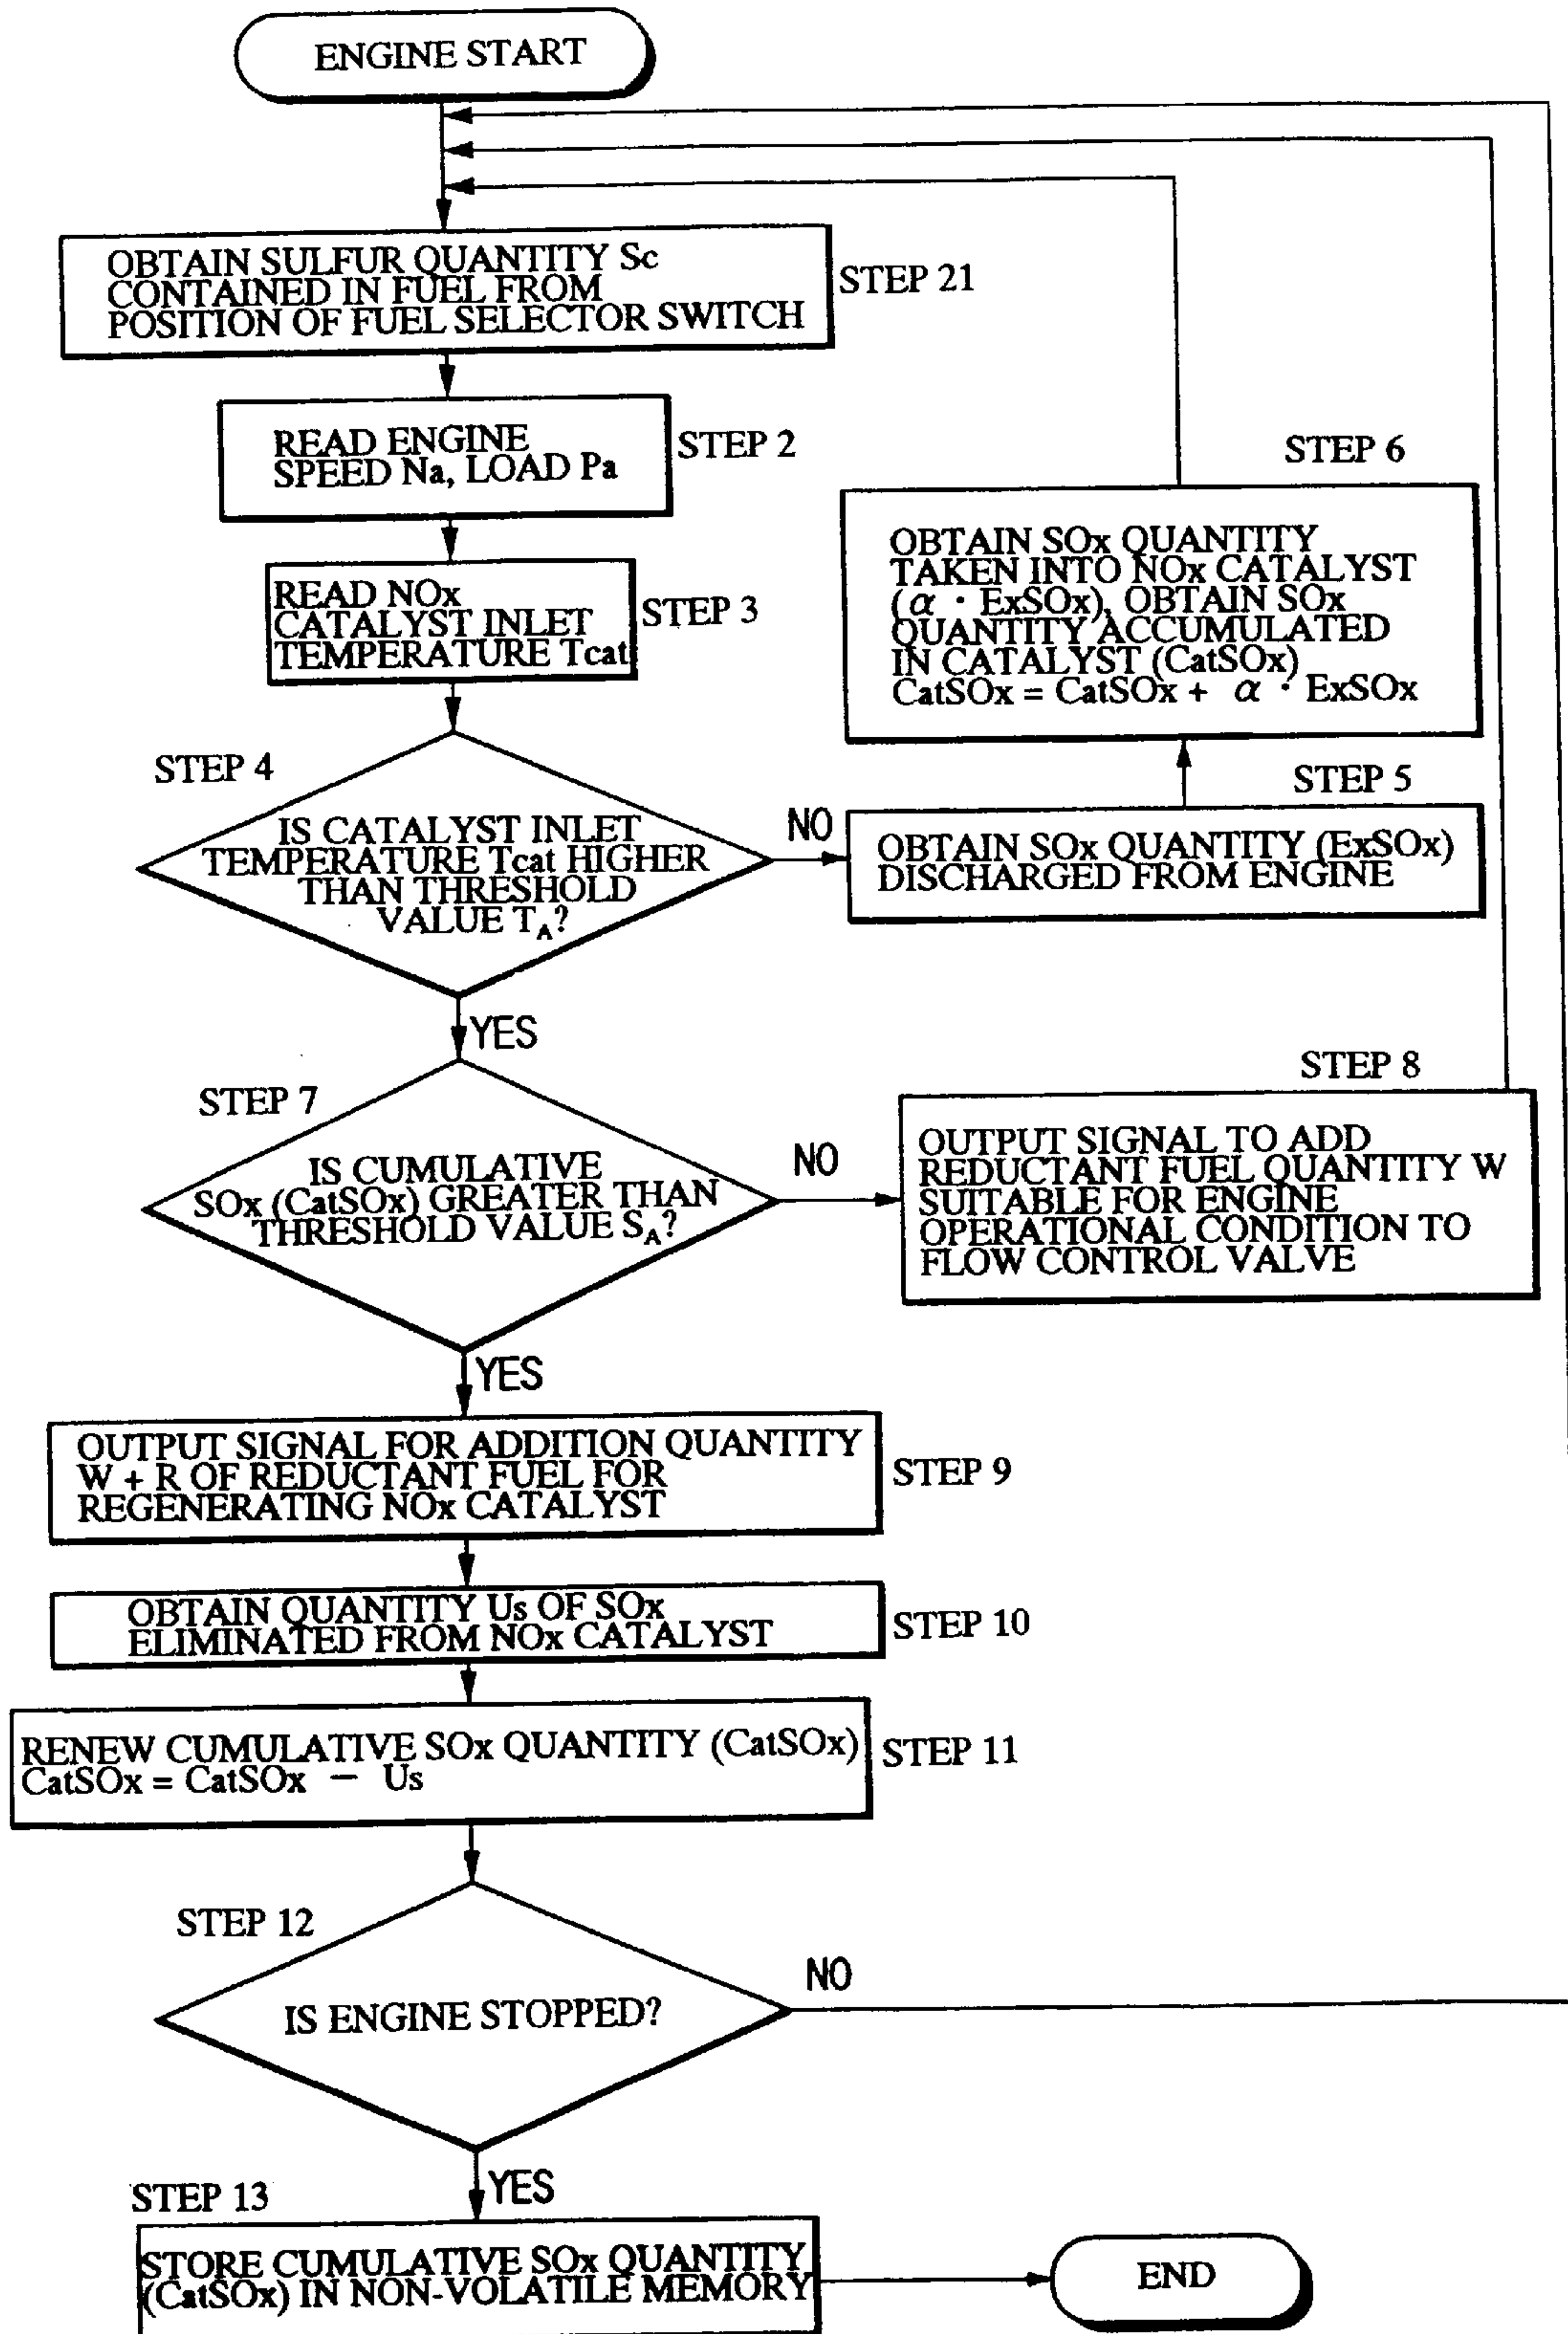 ENGINE START
OBTAIN SULFUR QUANTITY Sc
CONTAINED IN FUEL FROM
POSITION OF FUEL SELECTOR SWITCH
STEP 21
READ ENGINE
SPEED Na, LOAD Pa
STEP 2
READ NOx
CATALYST INLET
TEMPERATURE Tcat
STEP 3
STEP 6
OBTAIN SOx QUANTITY
TAKEN INTO NOx CATALYST
(α · ExSOx), OBTAIN SOx
QUANTITY ACCUMULATED
IN CATALYST (CatSOx)
CatSOx = CatSOx + α · ExSOx
STEP 4
IS CATALYST INLET
TEMPERATURE Tcat HIGHER
THAN THRESHOLD
VALUE T_A?
NO
STEP 5
OBTAIN SOx QUANTITY (ExSOx)
DISCHARGED FROM ENGINE
YES
STEP 7
IS CUMULATIVE
SOx (CatSOx) GREATER THAN
THRESHOLD VALUE S_A?
NO
STEP 8
OUTPUT SIGNAL TO ADD
REDUCTANT FUEL QUANTITY W
SUITABLE FOR ENGINE
OPERATIONAL CONDITION TO
FLOW CONTROL VALVE
YES
OUTPUT SIGNAL FOR ADDITION QUANTITY
W + R OF REDUCTANT FUEL FOR
REGENERATING NOx CATALYST
STEP 9
OBTAIN QUANTITY Us OF SOx
ELIMINATED FROM NOx CATALYST
STEP 10
RENEW CUMULATIVE SOx QUANTITY (CatSOx)
CatSOx = CatSOx − Us
STEP 11
STEP 12
IS ENGINE STOPPED?
NO
YES
STEP 13
STORE CUMULATIVE SOx QUANTITY
(CatSOx) IN NON-VOLATILE MEMORY
END